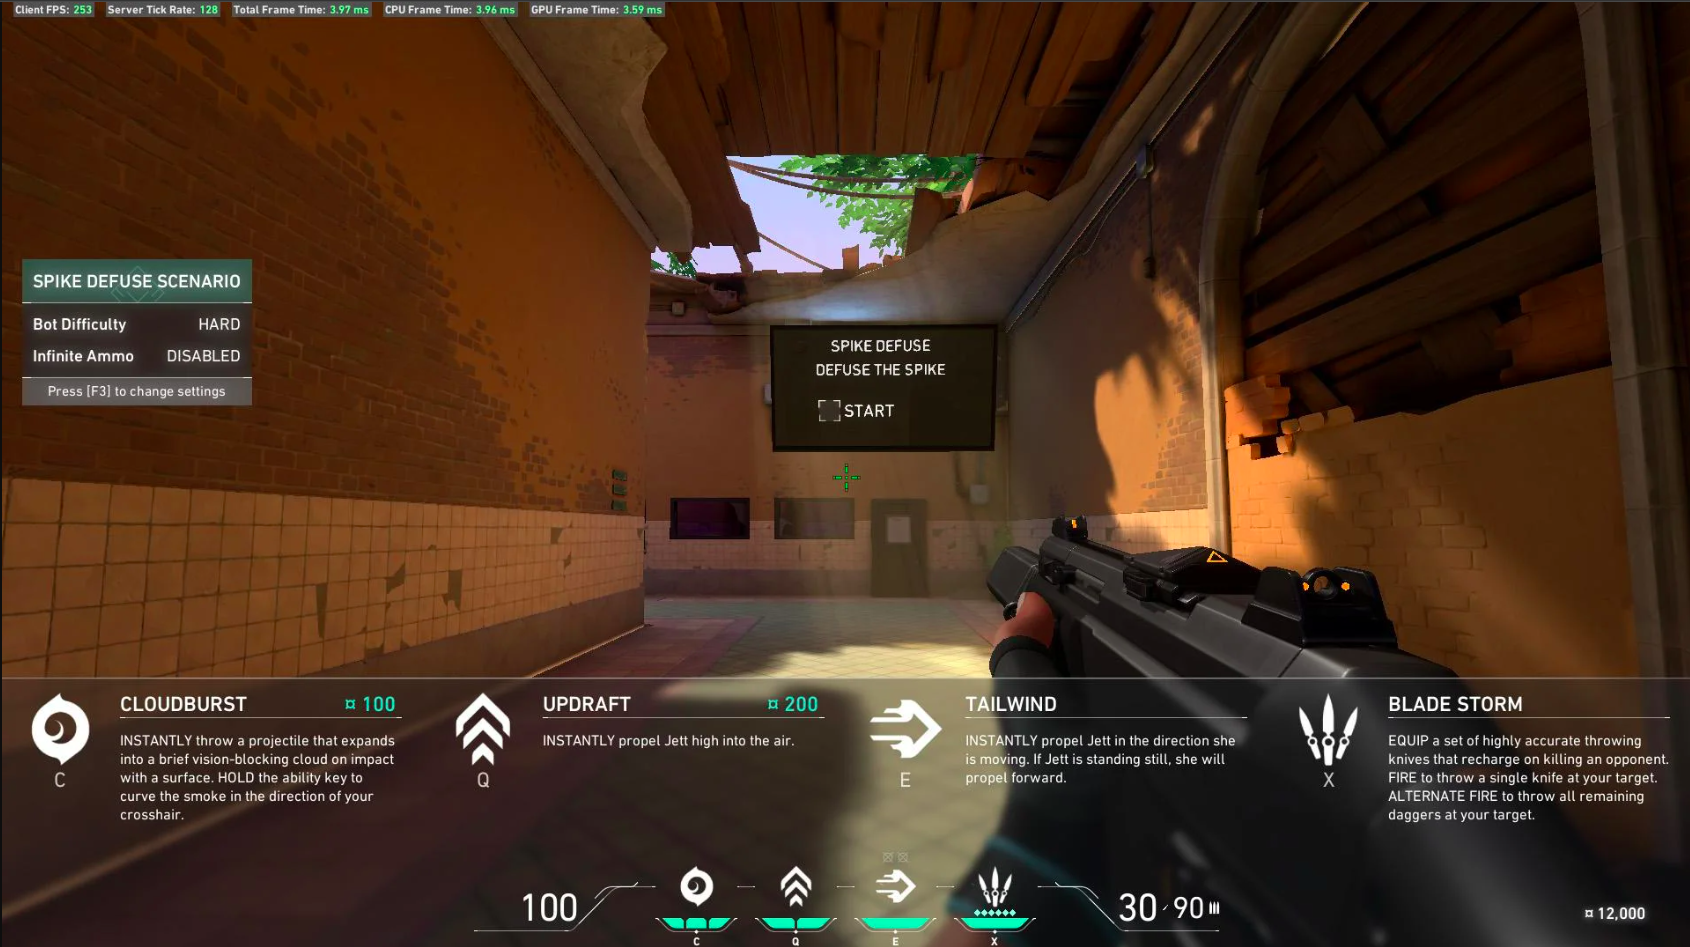 Client FPS: 253 Server Tick Rate: 128 Total Frame Time: 3.97 ms CPU Frame Time: 3.96 ms GPU Frame Time: 3.59 ms
SPIKE DEFUSE SCENARIO
Bot Difficulty HARD
Infinite Ammo DISABLED
Press [F3] to change settings
SPIKE DEFUSE
DEFUSE THE SPIKE
START
CLOUDBURST ¤ 100
INSTANTLY throw a projectile that expands
into a brief vision-blocking cloud on impact
with a surface. HOLD the ability key to
curve the smoke in the direction of your
crosshair.
C
UPDRAFT ¤ 200
INSTANTLY propel Jett high into the air.
Q
TAILWIND
INSTANTLY propel Jett in the direction she
is moving. If Jett is standing still, she will
propel forward.
E
BLADE STORM
EQUIP a set of highly accurate throwing
knives that recharge on killing an opponent.
FIRE to throw a single knife at your target.
ALTERNATE FIRE to throw all remaining
daggers at your target.
X
100
C Q E X
30 / 90
¤ 12,000